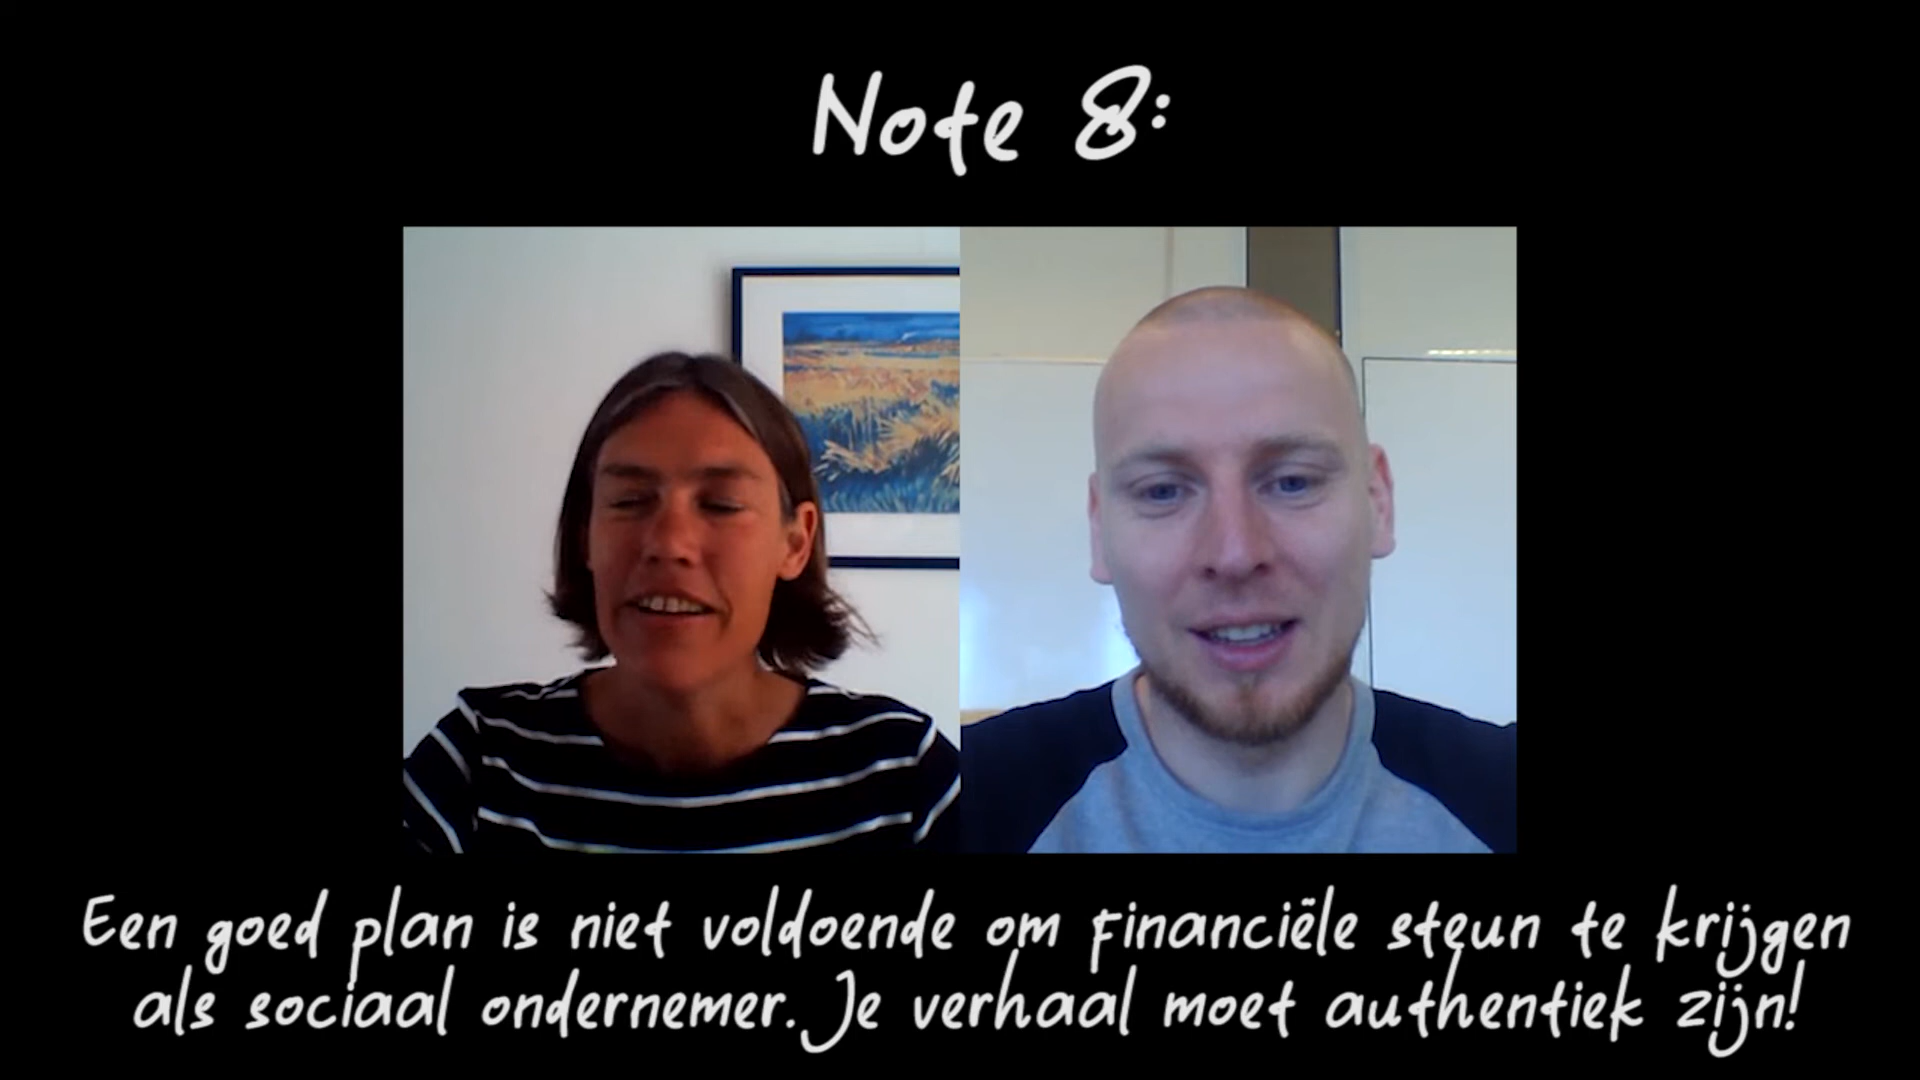 Note 8:
Een goed plan is niet voldoende om financiële steun te krijgen
als sociaal ondernemer. Je verhaal moet authentiek zijn!